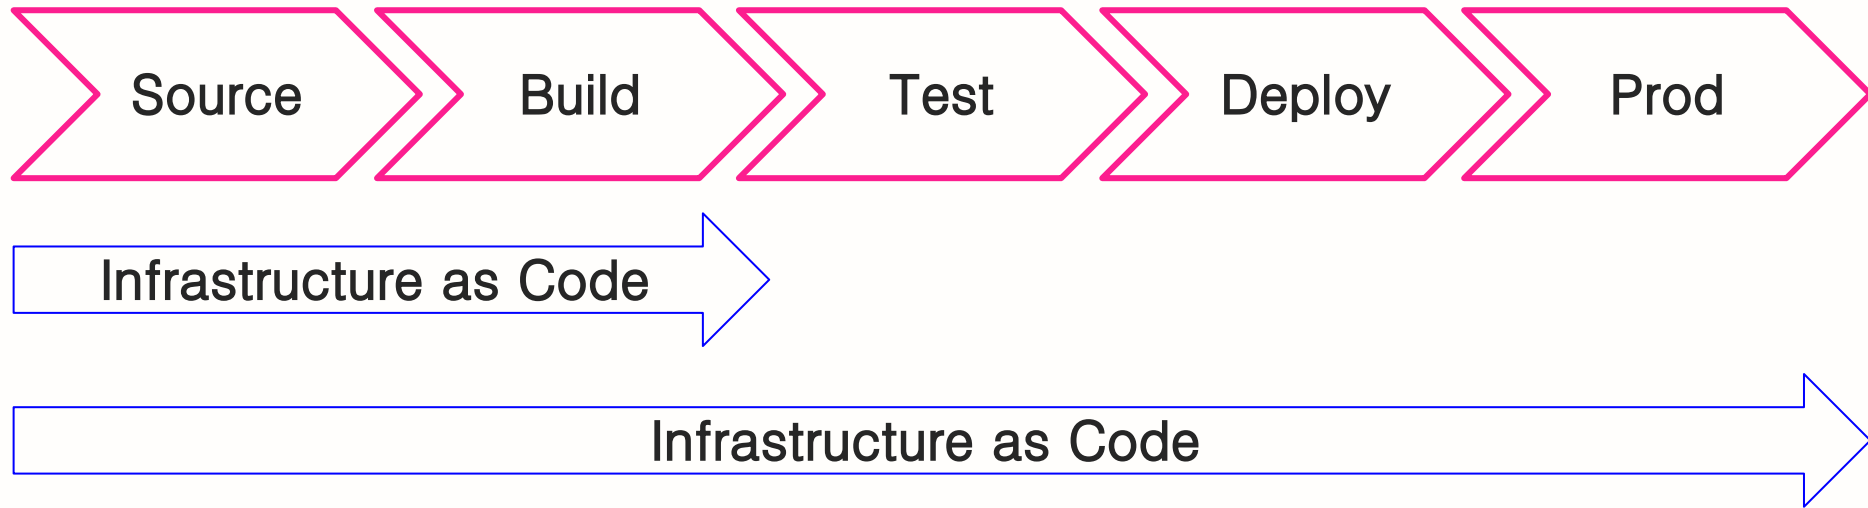 Source
Build
Test
Deploy
Prod
Infrastructure as Code
Infrastructure as Code